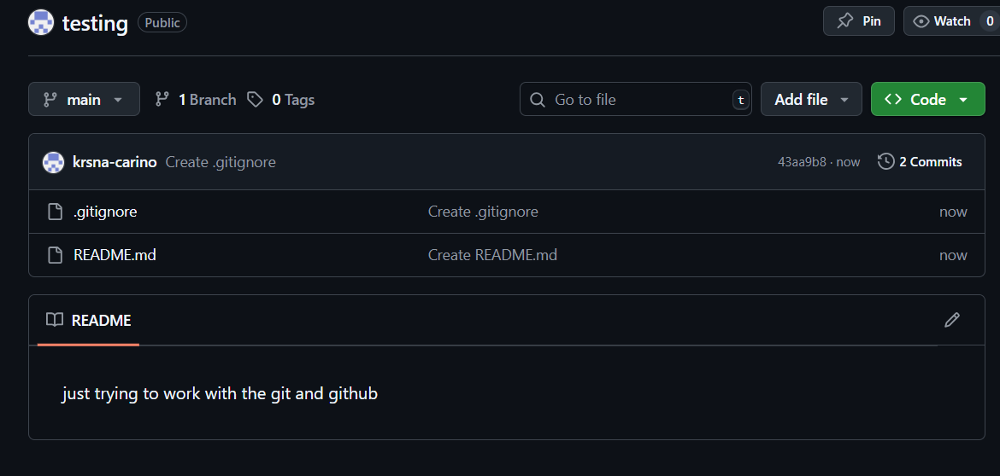 testing Public Pin Watch 0
main 1 Branch 0 Tags Go to file t Add file Code
krsna-carino Create .gitignore 43aa9b8 · now 2 Commits
.gitignore Create .gitignore now
README.md Create README.md now
README
just trying to work with the git and github